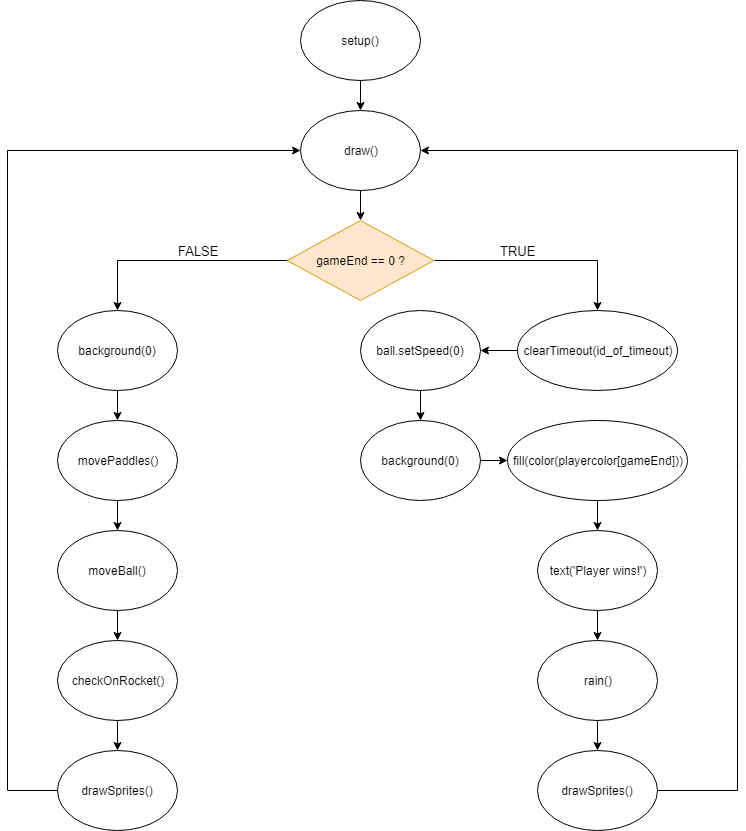 setup()
draw()
gameEnd == 0 ?
FALSE
TRUE
background(0)
movePaddles()
moveBall()
checkOnRocket()
drawSprites()
clearTimeout(id_of_timeout)
ball.setSpeed(0)
background(0)
fill(color(playercolor[gameEnd]))
text('Player wins!')
rain()
drawSprites()